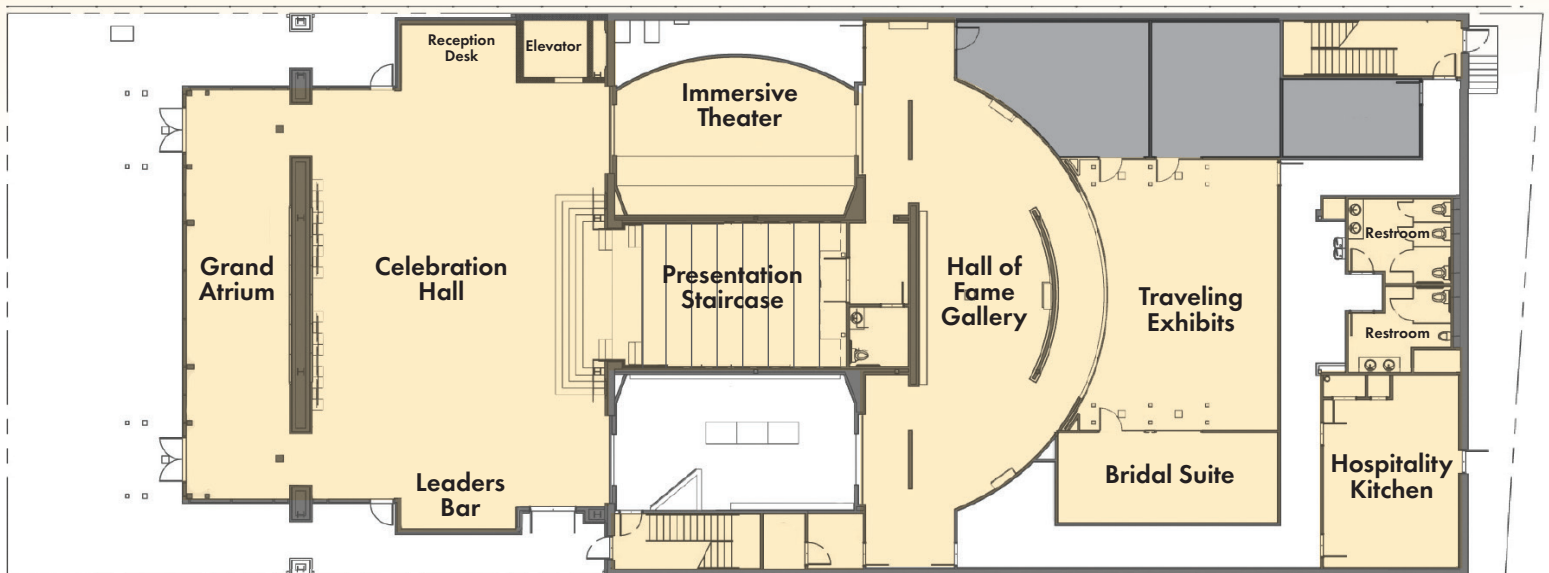 Reception
Desk
Elevator
Immersive
Theater
Grand
Atrium
Celebration
Hall
Presentation
Staircase
Hall of
Fame
Gallery
Traveling
Exhibits
Restroom
Restroom
Leaders
Bar
Bridal Suite
Hospitality
Kitchen